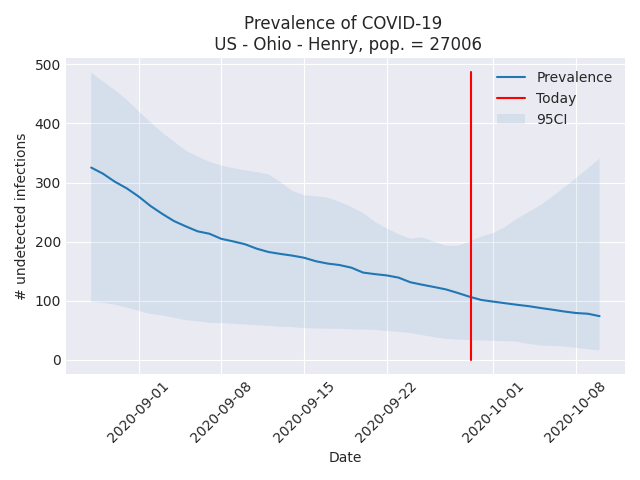 Prevalence of COVID-19
US - Ohio - Henry, pop. = 27006
# undetected infections
500
400
300
200
100
0
Prevalence
Today
95CI
2020-09-01
2020-09-08
2020-09-15
2020-09-22
2020-10-01
2020-10-08
Date